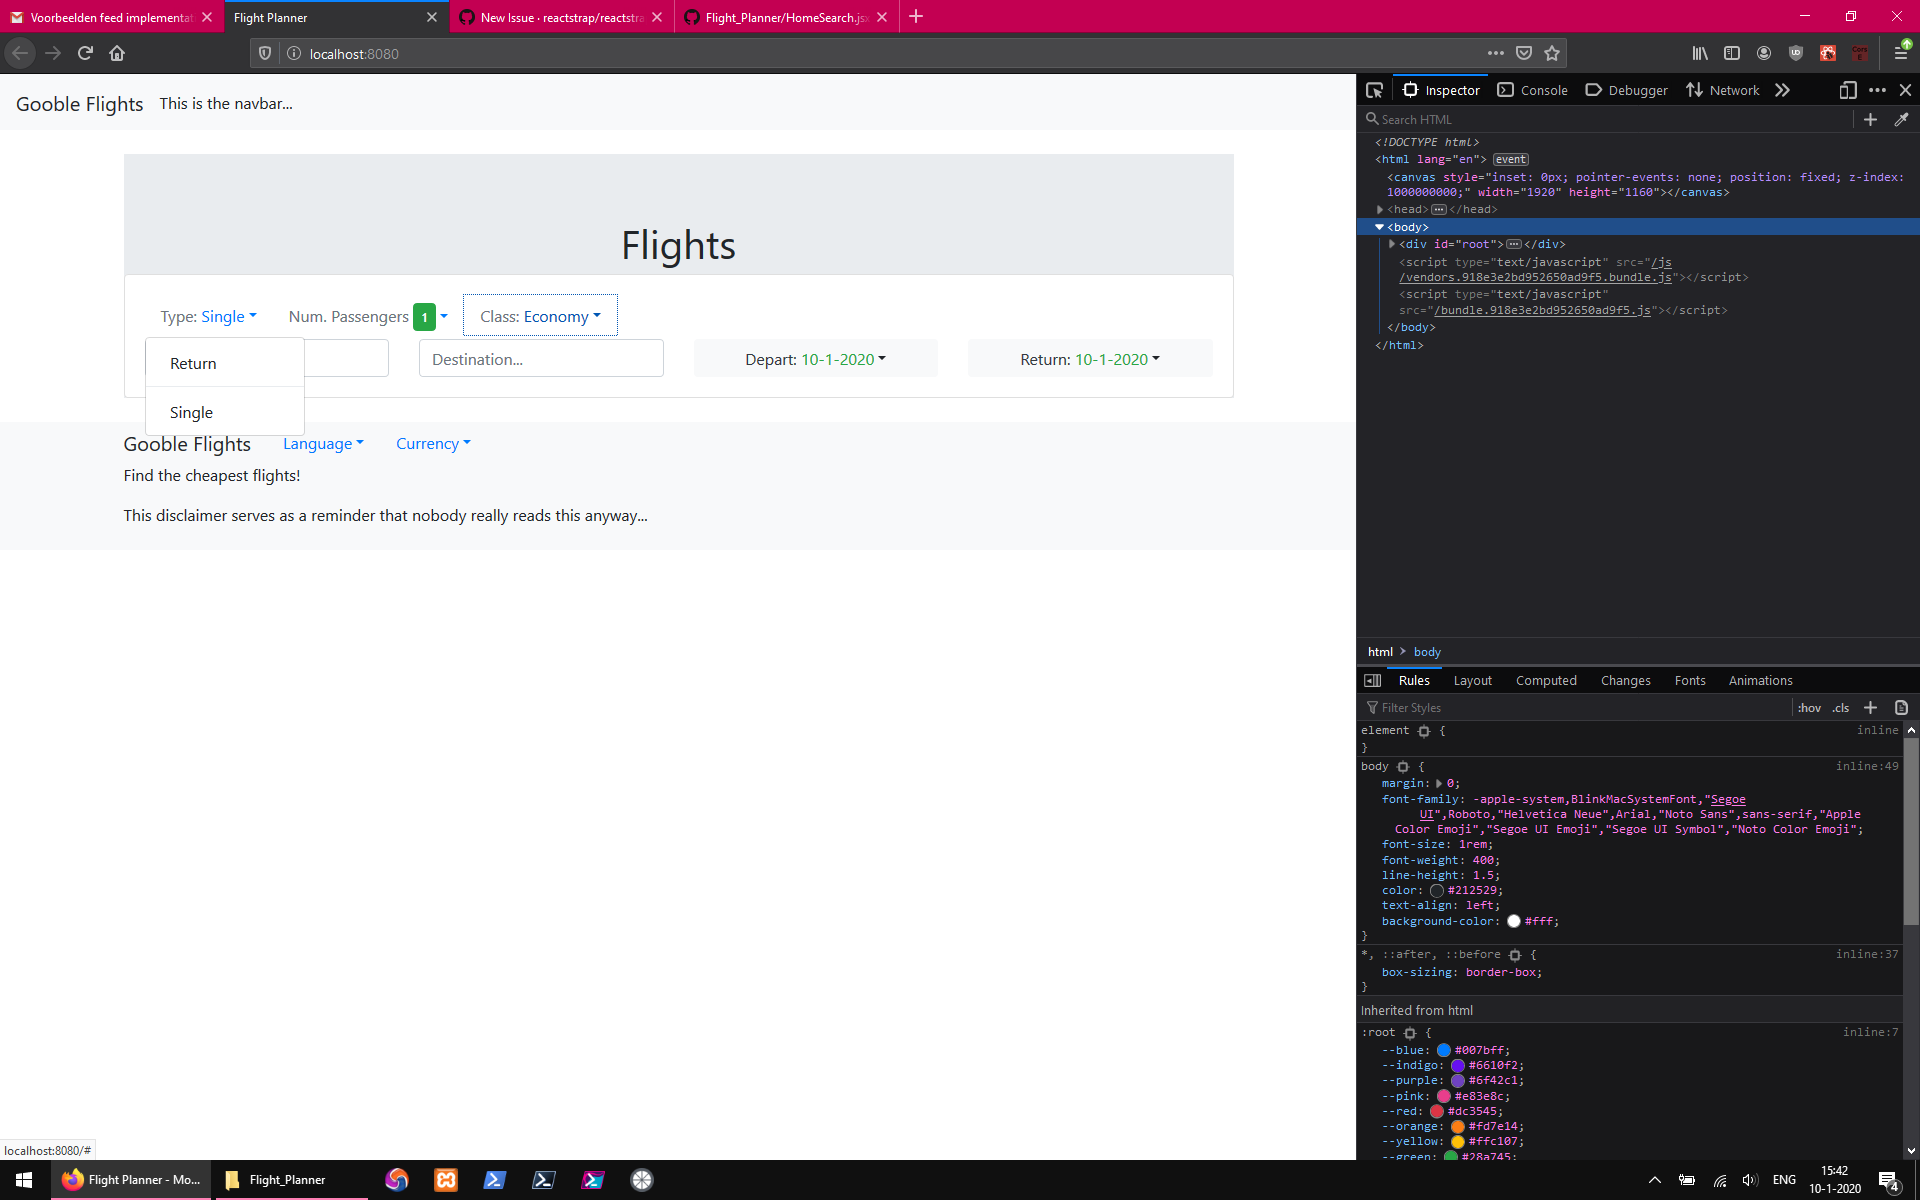 Voorbeelden feed implementat
Flight Planner
New Issue · reactstrap/reactstra
Flight_Planner/HomeSearch.jsx
localhost:8080
Gooble Flights
This is the navbar...
Flights
Type: Single
Num. Passengers 1
Class: Economy
Return
Single
Destination...
Depart: 10-1-2020
Return: 10-1-2020
Gooble Flights
Language
Currency
Find the cheapest flights!
This disclaimer serves as a reminder that nobody really reads this anyway...
localhost:8080/#
Inspector
Console
Debugger
Network
Search HTML
<!DOCTYPE html>
<html lang="en"> event
<canvas style="inset: 0px; pointer-events: none; position: fixed; z-index:
1000000000;" width="1920" height="1160"></canvas>
<head> ... </head>
<body>
<div id="root"> ... </div>
<script type="text/javascript" src="/js
/vendors.918e3e2bd952650ad9f5.bundle.js"></script>
<script type="text/javascript"
src="/bundle.918e3e2bd952650ad9f5.js"></script>
</body>
</html>
html > body
Rules
Layout
Computed
Changes
Fonts
Animations
Filter Styles
:hov
.cls
element {
inline
}
body {
inline:49
margin: 0;
font-family: -apple-system,BlinkMacSystemFont,"Segoe
UI",Roboto,"Helvetica Neue",Arial,"Noto Sans",sans-serif,"Apple
Color Emoji","Segoe UI Emoji","Segoe UI Symbol","Noto Color Emoji";
font-size: 1rem;
font-weight: 400;
line-height: 1.5;
color: #212529;
text-align: left;
background-color: #fff;
}
*, ::after, ::before {
inline:37
box-sizing: border-box;
}
Inherited from html
:root {
inline:7
--blue: #007bff;
--indigo: #6610f2;
--purple: #6f42c1;
--pink: #e83e8c;
--red: #dc3545;
--orange: #fd7e14;
--yellow: #ffc107;
--green: #28a745;
Flight Planner - Mo...
Flight_Planner
ENG
15:42
10-1-2020
4